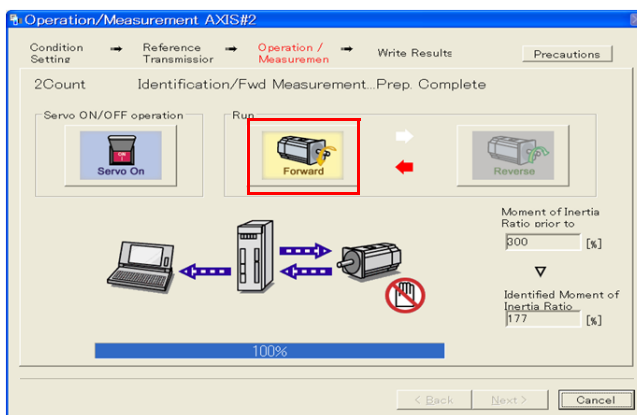 Operation/Measurement AXIS#2
Condition Setting
Reference Transmissior
Operation / Measuremen
Write Results
Precautions
2Count Identification/Fwd Measurement...Prep. Complete
Servo ON/OFF operation
Run
ON
Servo On
Forward
Reverse
Moment of Inertia
Ratio prior to
300 [%]
Identified Moment of
Inertia Ratio
177 [%]
100%
< Back
Next >
Cancel